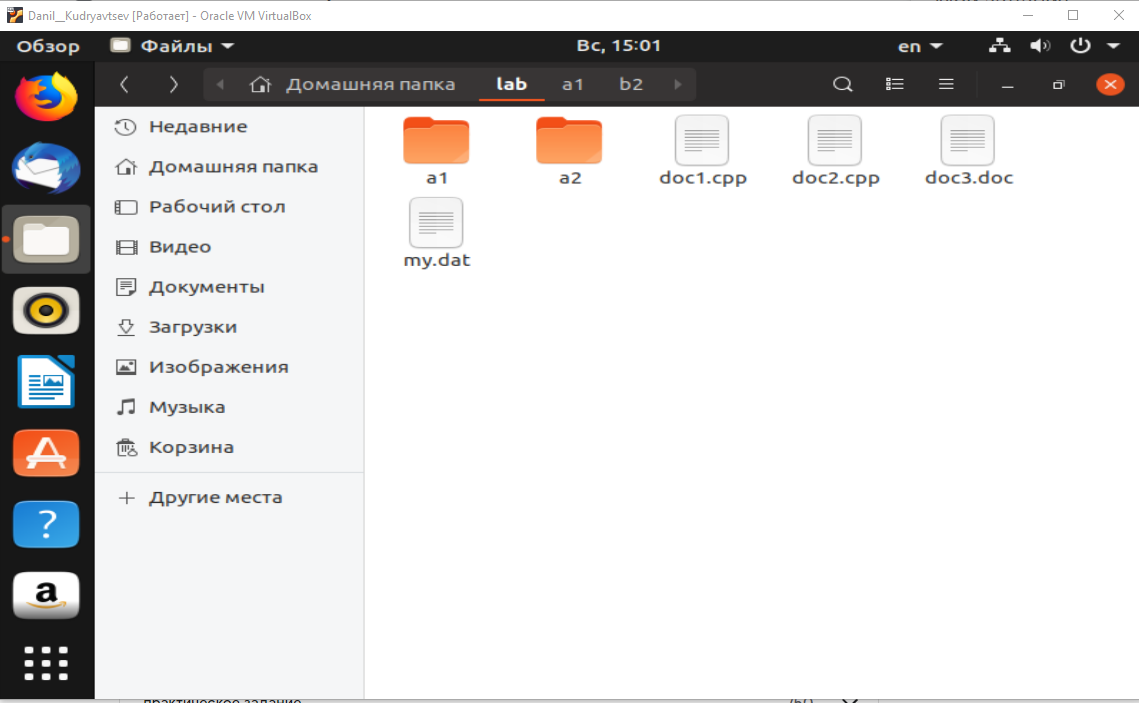 Danil__Kudryavtsev [Работает] - Oracle VM VirtualBox
Обзор Файлы Вс, 15:01 en
Домашняя папка lab a1 b2
Недавние
Домашняя папка
Рабочий стол
Видео
Документы
Загрузки
Изображения
Музыка
Корзина
Другие места
a1 a2 doc1.cpp doc2.cpp doc3.doc
my.dat